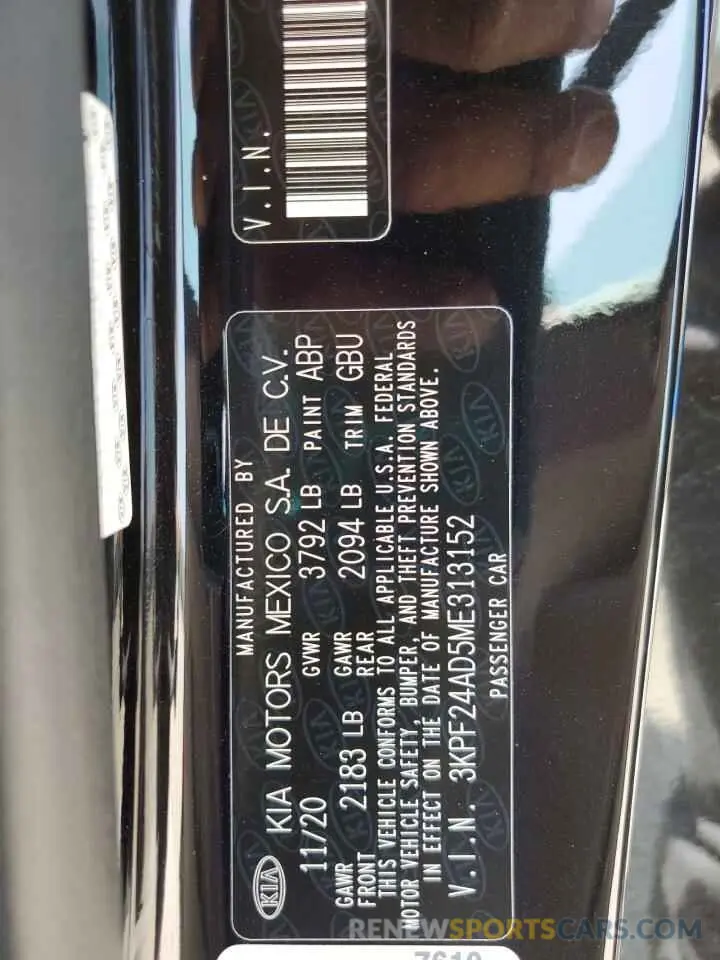 V.I.N.
MANUFACTURED BY
KIA KIA MOTORS MEXICO S.A. DE C.V.
11/20 GVWR 3792 LB PAINT ABP
GAWR FRONT 2183 LB GAWR REAR 2094 LB TRIM GBU
THIS VEHICLE CONFORMS TO ALL APPLICABLE U.S.A. FEDERAL
MOTOR VEHICLE SAFETY, BUMPER, AND THEFT PREVENTION STANDARDS
IN EFFECT ON THE DATE OF MANUFACTURE SHOWN ABOVE.
V.I.N. 3KPF24AD5ME313152
PASSENGER CAR
RENEWSPORTSCARS.COM